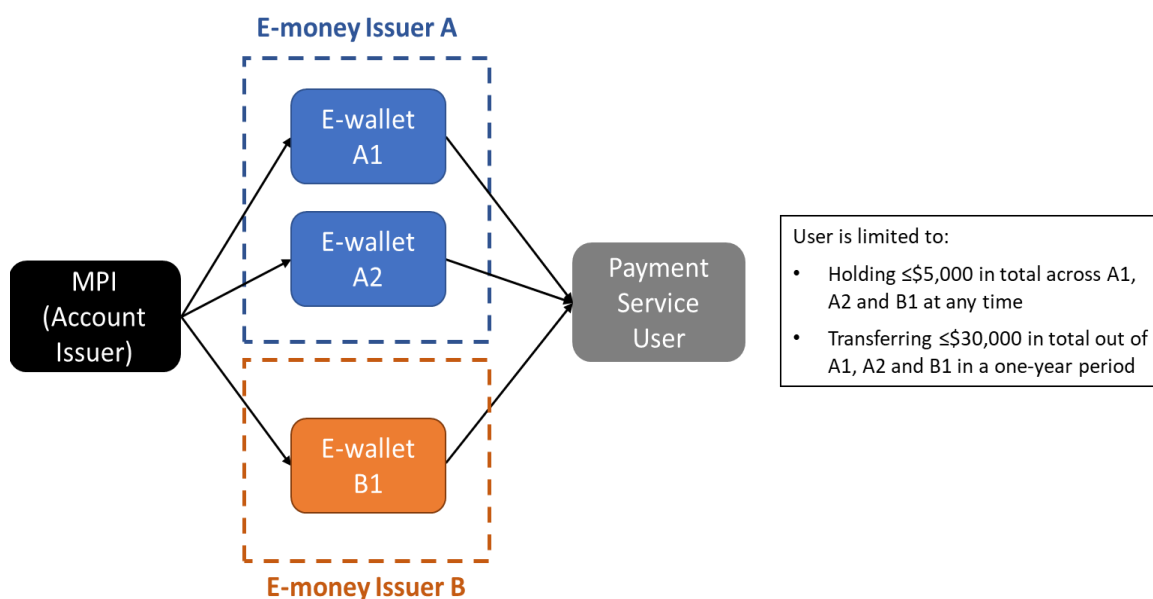 E-money Issuer A
E-wallet
A1
E-wallet
A2
MPI
(Account
Issuer)
Payment
Service
User
E-wallet
B1
E-money Issuer B
User is limited to:
• Holding ≤$5,000 in total across A1,
A2 and B1 at any time
• Transferring ≤$30,000 in total out of
A1, A2 and B1 in a one-year period